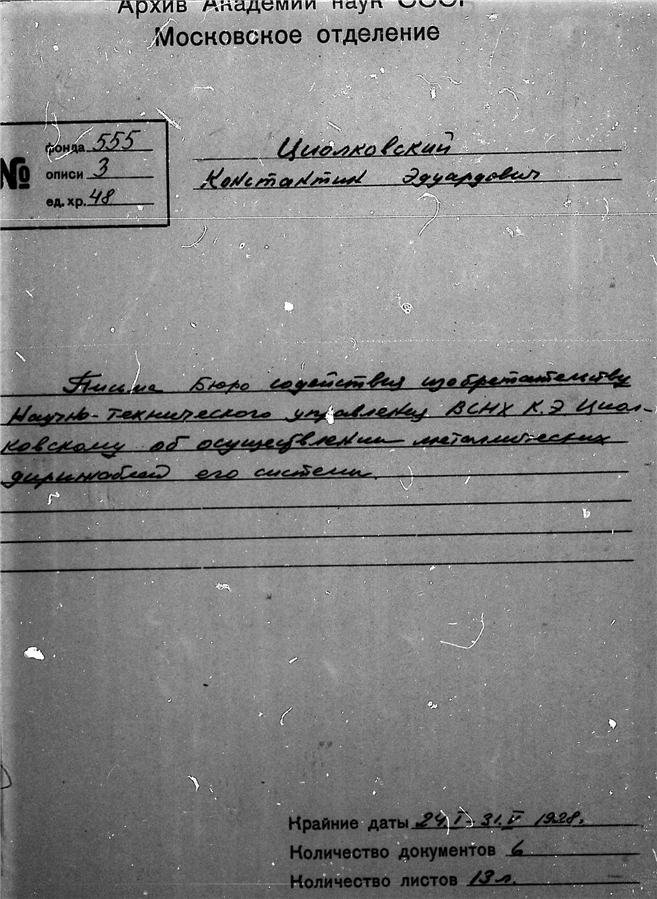 Архив Академии наук СССР
Московское отделение
№
фонда 555
описи 3
ед. хр. 48
Циолковский
Константин Эдуардович
Письма Бюро содействия изобретательству
Научно-технического управления ВСНХ К.Э Циол-
ковскому об осуществлении металлических
дирижаблей его системы.
Крайние даты 24.I - 31.V 1928.
Количество документов 6
Количество листов 13 л.